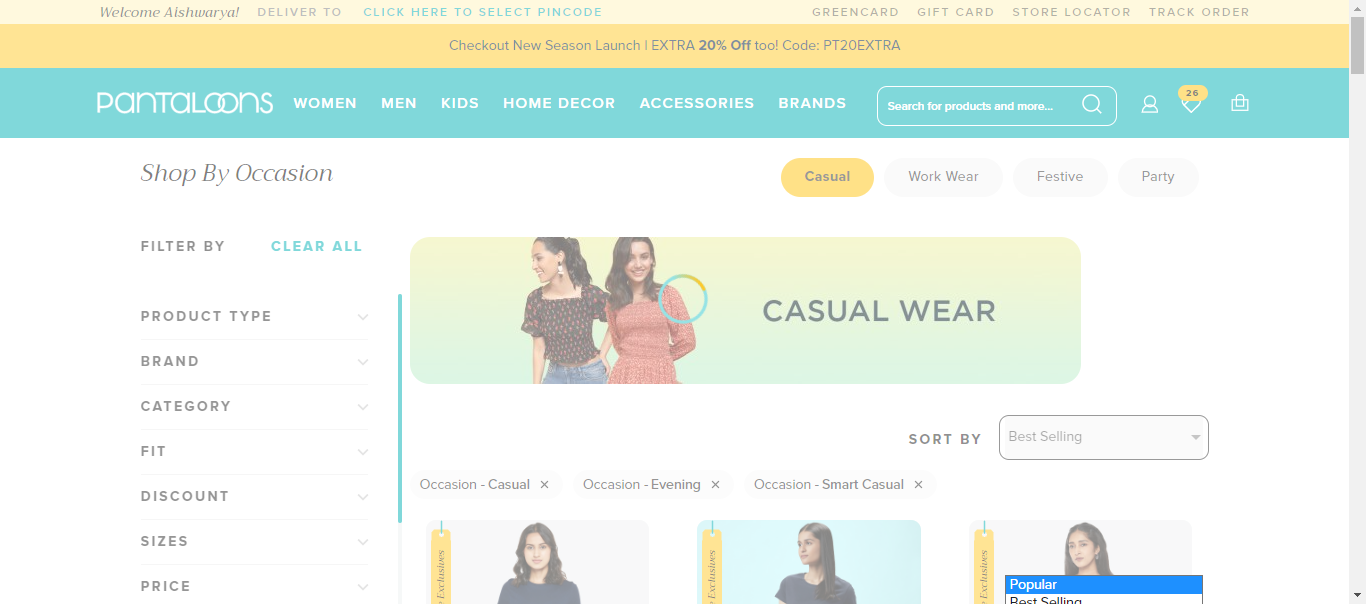 Welcome Aishwarya! DELIVER TO CLICK HERE TO SELECT PINCODE GREENCARD GIFT CARD STORE LOCATOR TRACK ORDER
Checkout New Season Launch | EXTRA 20% Off too! Code: PT20EXTRA
PANTALOONS WOMEN MEN KIDS HOME DECOR ACCESSORIES BRANDS Search for products and more... 26
Shop By Occasion
Casual Work Wear Festive Party
FILTER BY CLEAR ALL
CASUAL WEAR
PRODUCT TYPE
BRAND
CATEGORY
FIT
DISCOUNT
SIZES
PRICE
SORT BY Best Selling
Occasion - Casual × Occasion - Evening × Occasion - Smart Casual ×
Exclusives
Exclusives
Exclusives
Popular
Best Selling